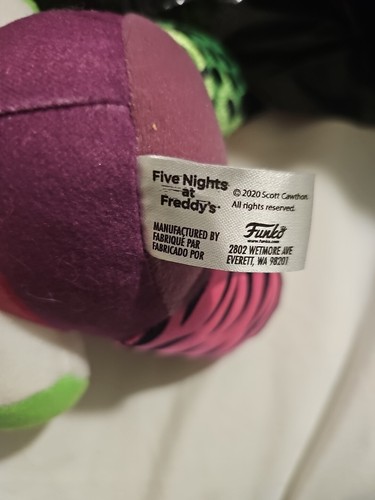 Five Nights
at
Freddy's
© 2020 Scott Cawthon.
All rights reserved.
MANUFACTURED BY
FABRIQUÉ PAR
FABRICADO POR
Funko
www.funko.com
2802 WETMORE AVE
EVERETT, WA 98201